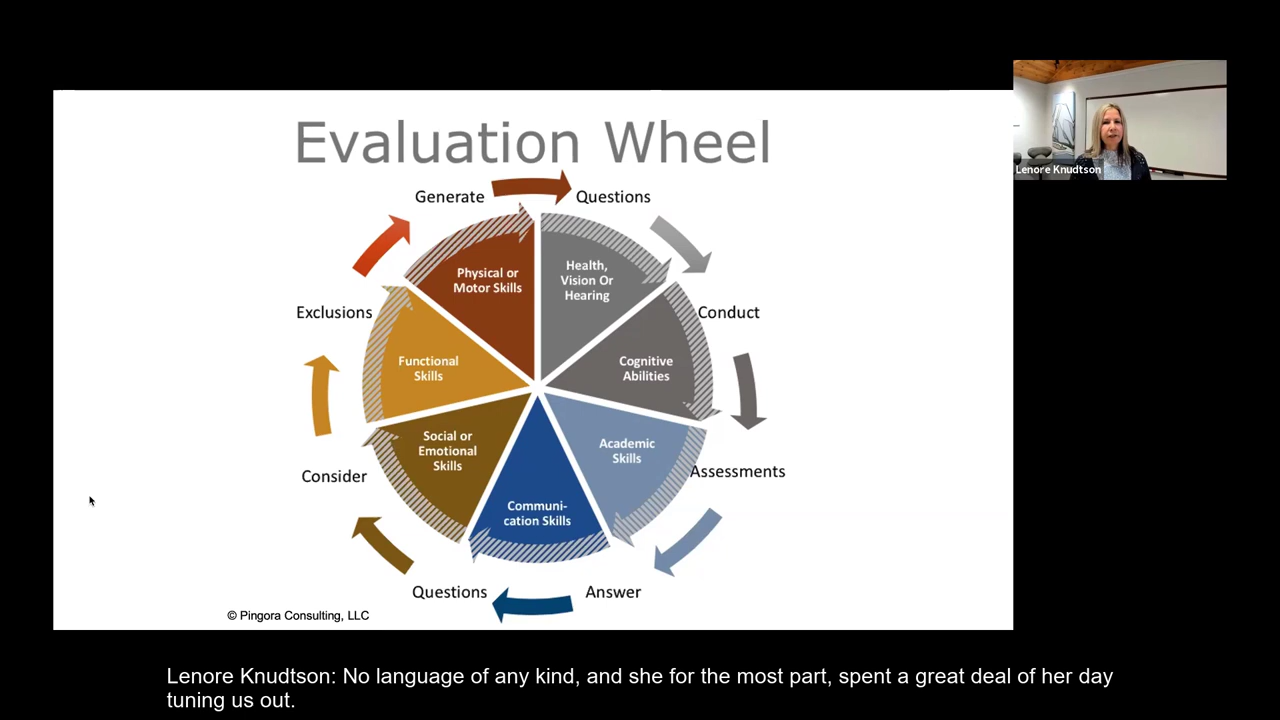 Evaluation Wheel
Generate
Questions
Physical or
Motor Skills
Health,
Vision Or
Hearing
Exclusions
Conduct
Functional
Skills
Cognitive
Abilities
Social or
Emotional
Skills
Academic
Skills
Consider
Assessments
Communi-
cation Skills
Questions
Answer
© Pingora Consulting, LLC
Lenore Knudtson
Lenore Knudtson: No language of any kind, and she for the most part, spent a great deal of her day
tuning us out.